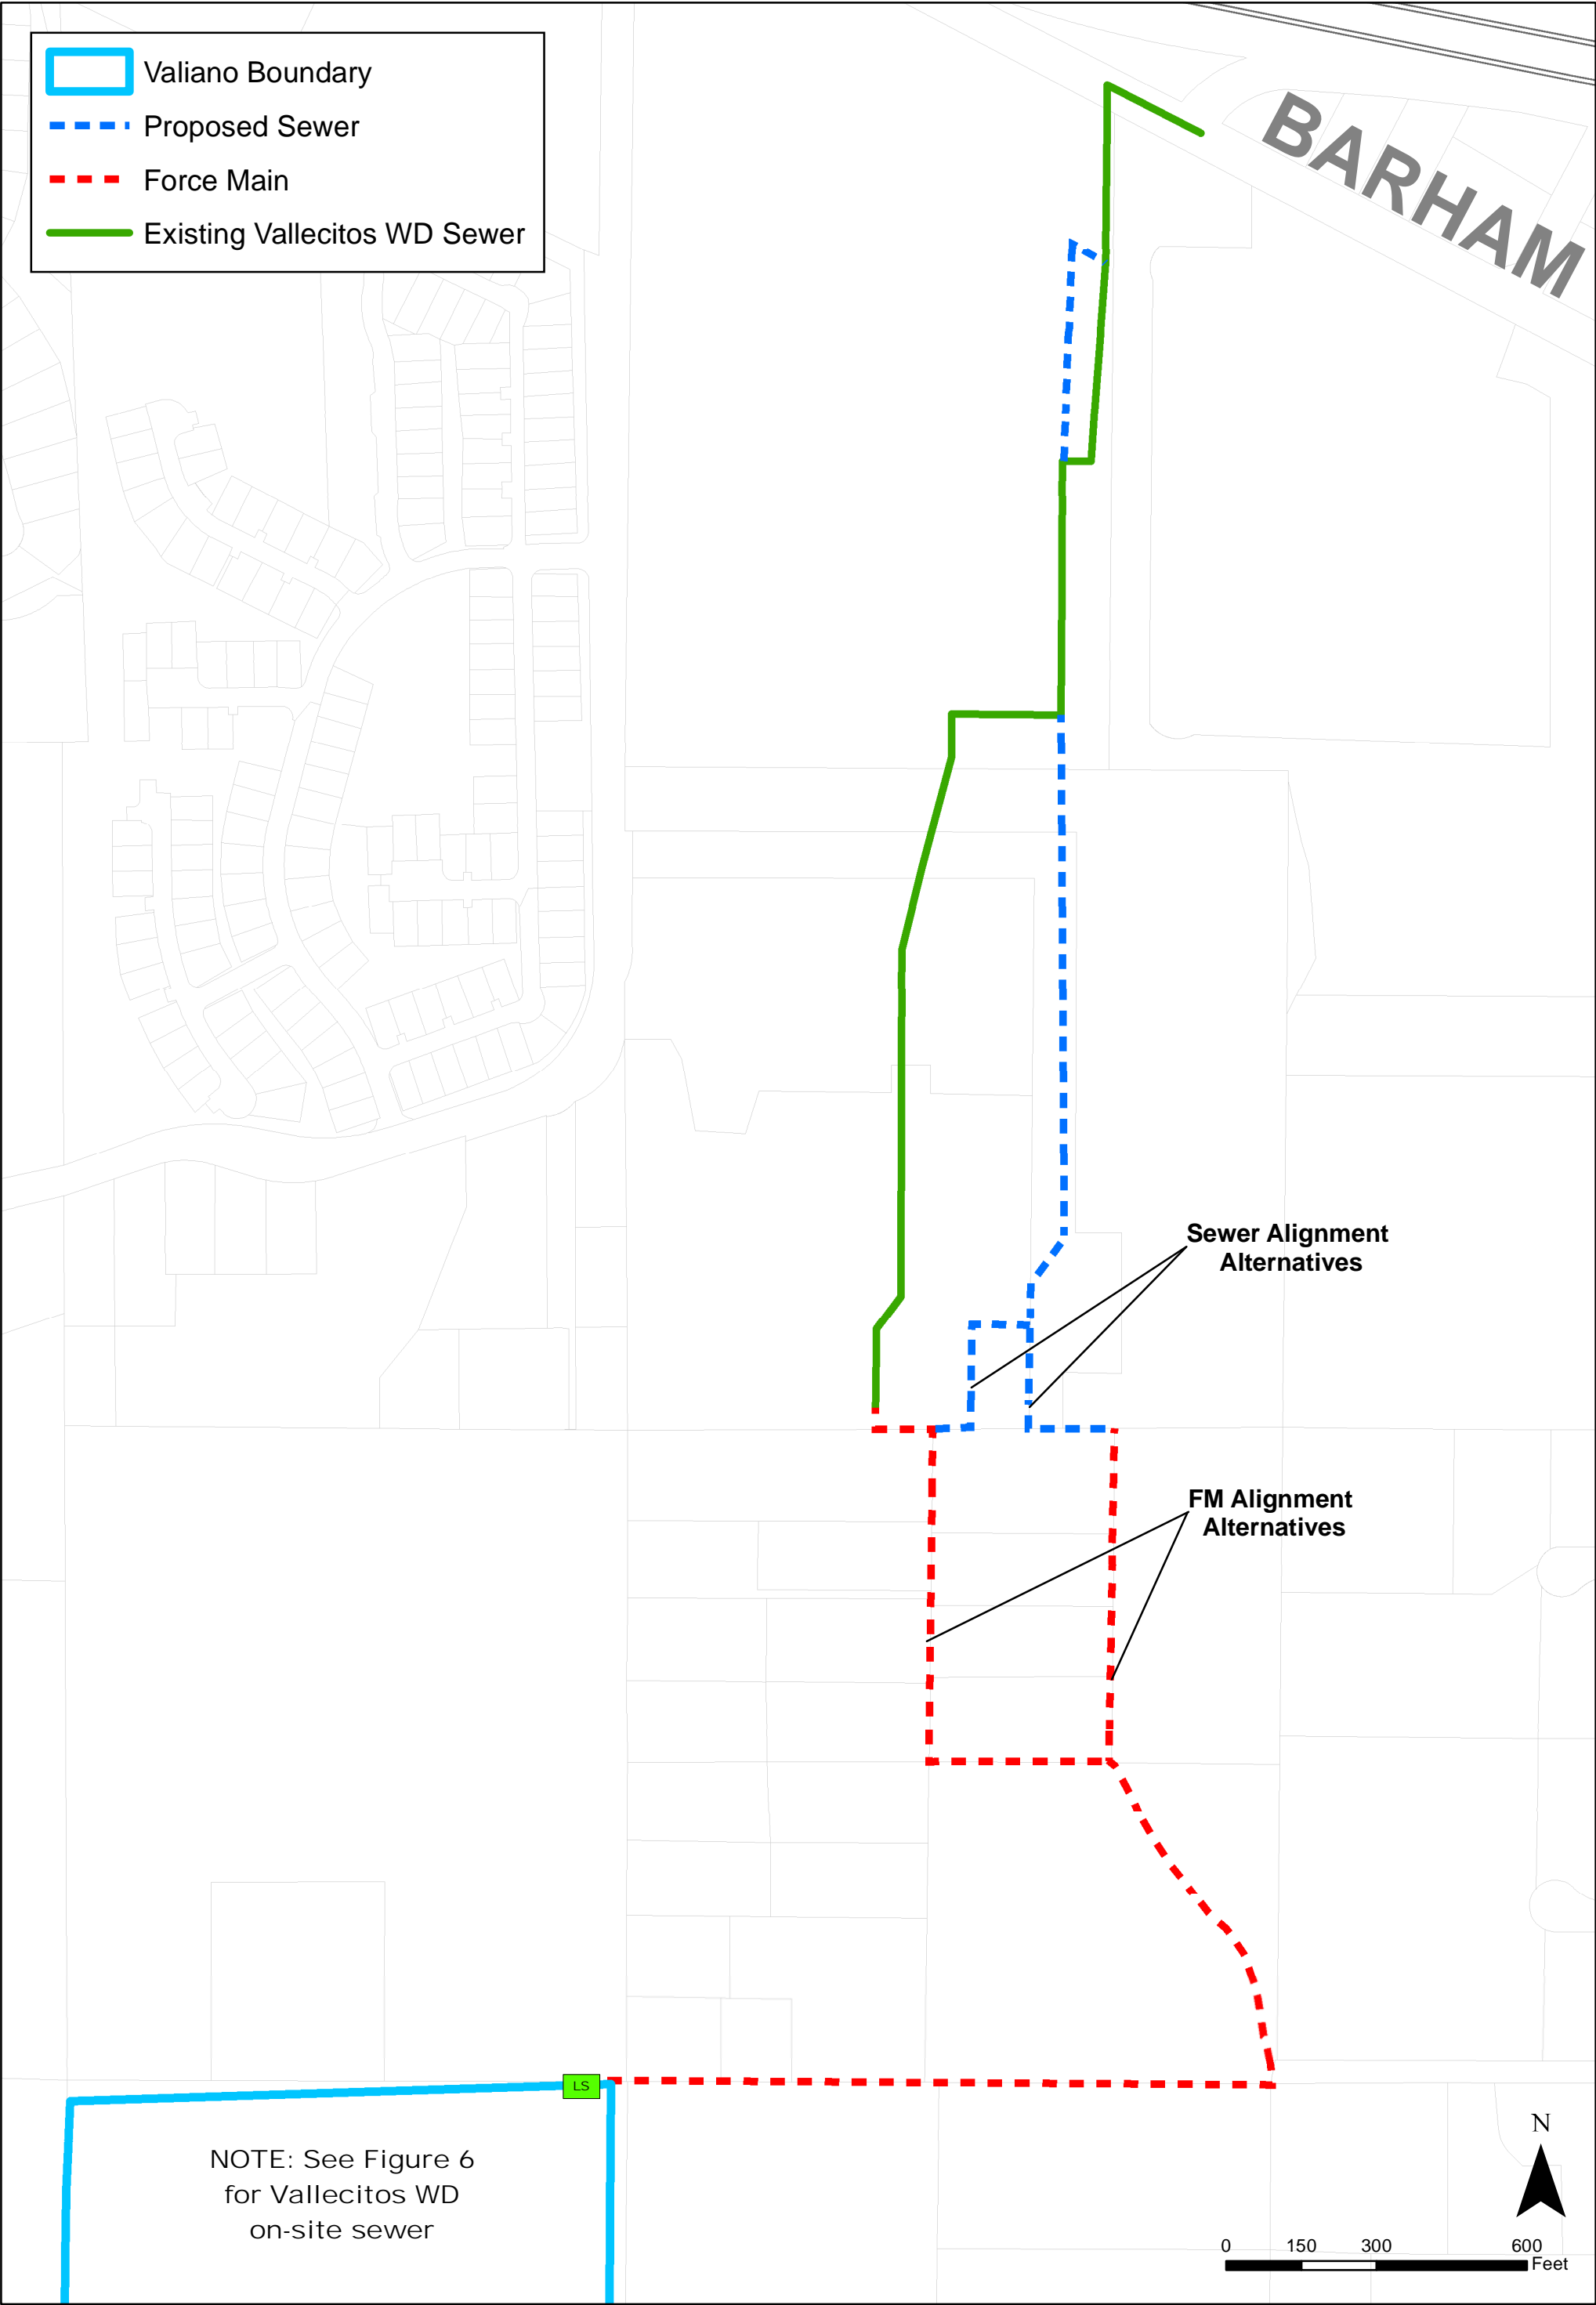 Valiano Boundary
Proposed Sewer
Force Main
Existing Vallecitos WD Sewer
BARHAM
Sewer Alignment
Alternatives
FM Alignment
Alternatives
LS
NOTE: See Figure 6
for Vallecitos WD
on-site sewer
N
0 150 300 600
Feet